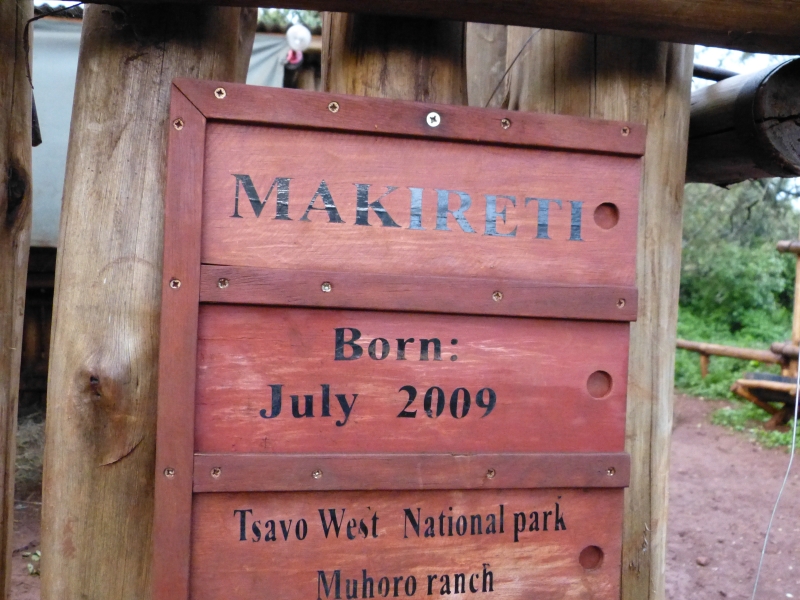 MAKIRETI
Born:
July 2009
Tsavo West National park
Muhoro ranch